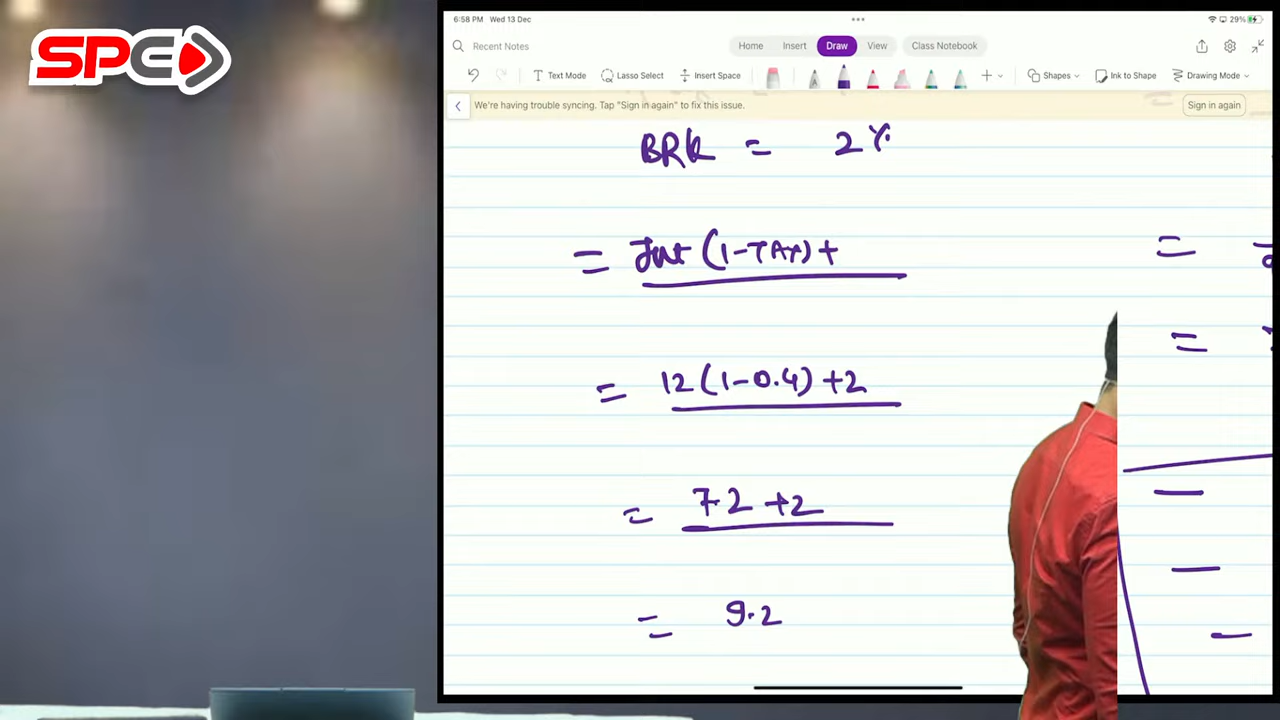 SPED
6:58 PM Wed 13 Dec
29%
Recent Notes
Home Insert Draw View Class Notebook
Text Mode Lasso Select Insert Space Shapes Ink to Shape Drawing Mode
We're having trouble syncing. Tap "Sign in again" to fix this issue. Sign in again
BRK = 2%
= Int (1-TAX) +
= 12(1-0.4) +2
= 7.2 +2
= 9.2